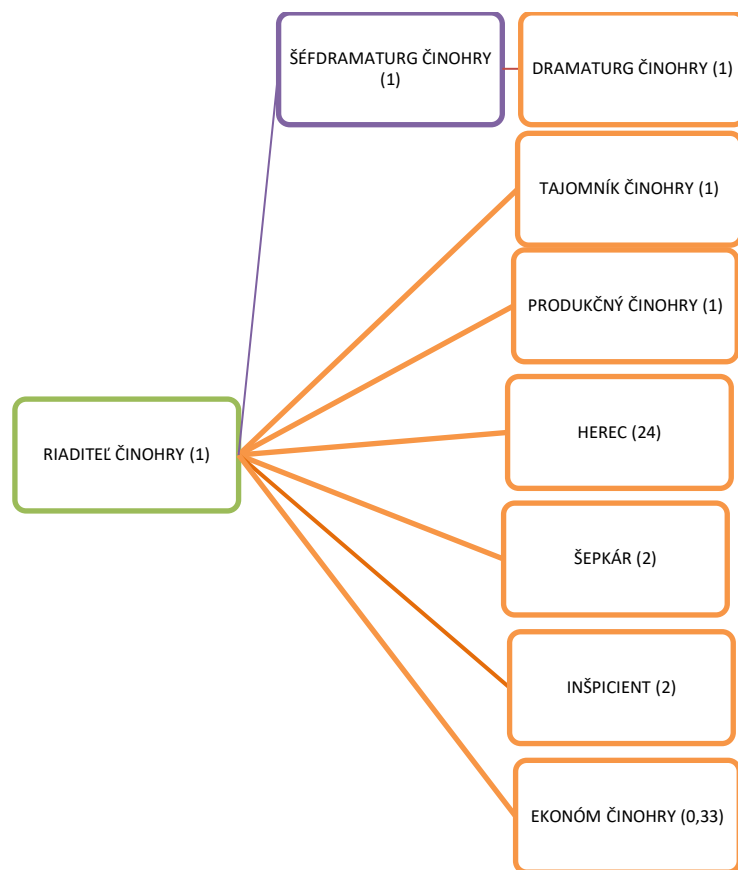 ŠÉFDRAMATURG ČINOHRY
(1)
DRAMATURG ČINOHRY (1)
TAJOMNÍK ČINOHRY (1)
PRODUKČNÝ ČINOHRY (1)
RIADITEĽ ČINOHRY (1)
HEREC (24)
ŠEPKÁR (2)
INŠPICIENT (2)
EKONÓM ČINOHRY (0,33)